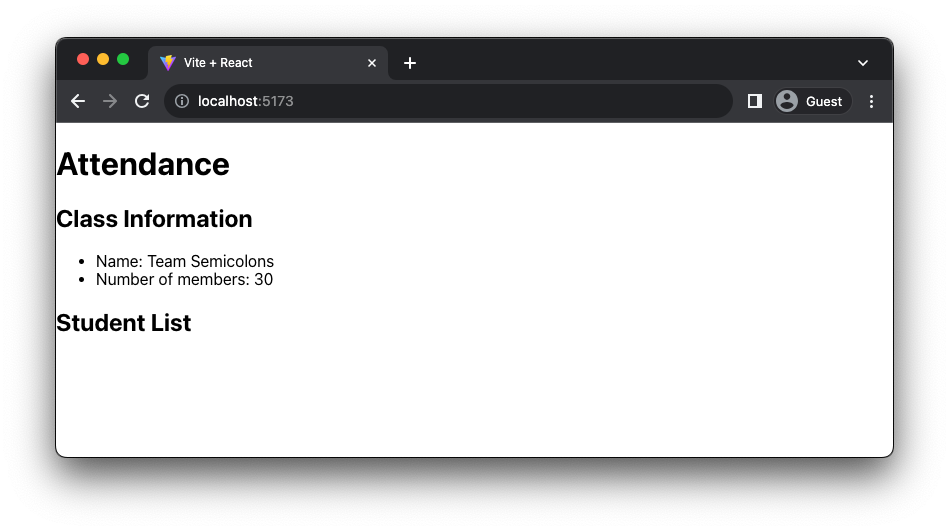 Vite + React
localhost:5173
Guest
Attendance
Class Information
Name: Team Semicolons
Number of members: 30
Student List